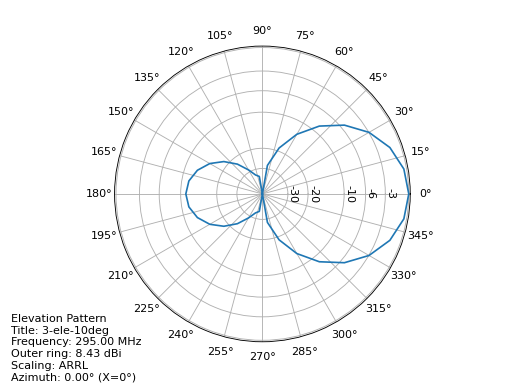 90°
105° 75°
120° 60°
135° 45°
150° 30°
165° 15°
180° -30 -20 -10 -6 -3 0°
195° 345°
210° 330°
225° 315°
240° 300°
255° 285°
270°
Elevation Pattern
Title: 3-ele-10deg
Frequency: 295.00 MHz
Outer ring: 8.43 dBi
Scaling: ARRL
Azimuth: 0.00° (X=0°)